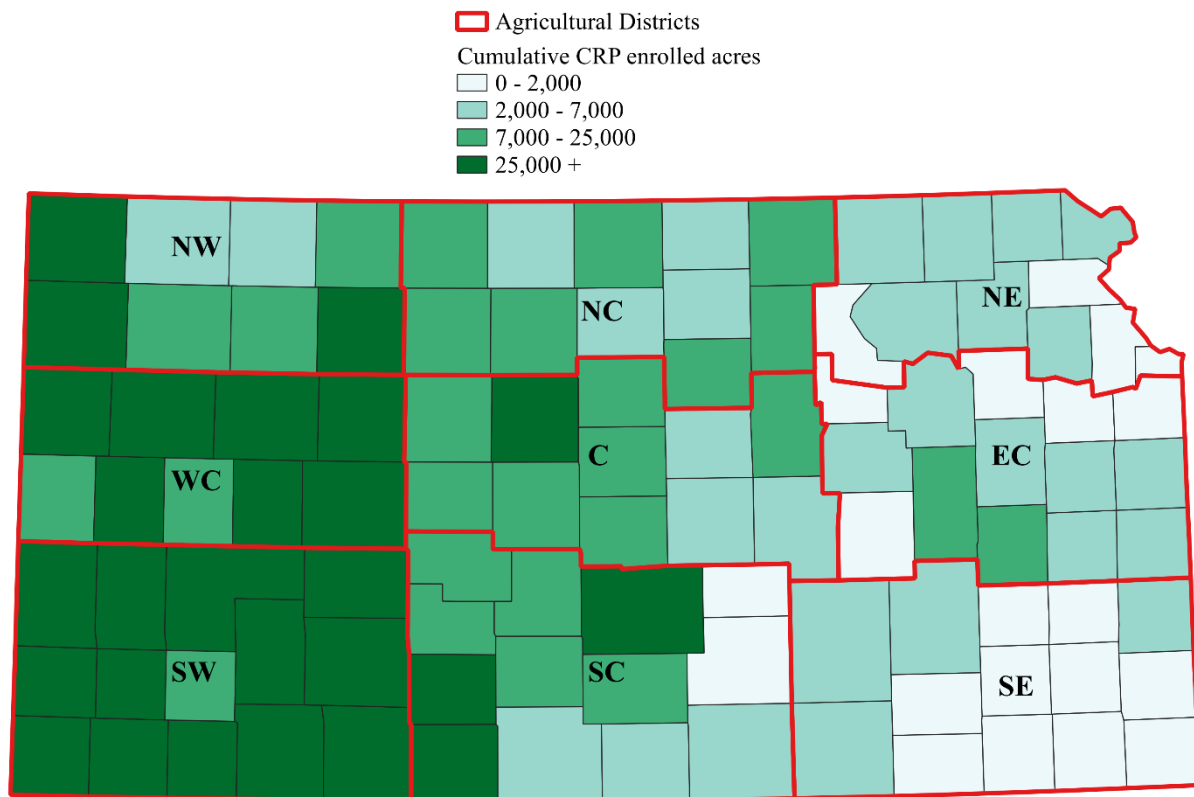 Agricultural Districts
Cumulative CRP enrolled acres
0 - 2,000
2,000 - 7,000
7,000 - 25,000
25,000 +
NW
NC
NE
WC
C
EC
SW
SC
SE